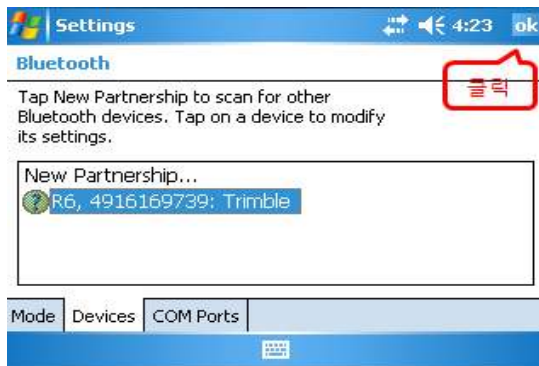 Settings 4:23 ok
Bluetooth
클릭
Tap New Partnership to scan for other
Bluetooth devices. Tap on a device to modify
its settings.
New Partnership...
R6, 4916169739: Trimble
Mode Devices COM Ports